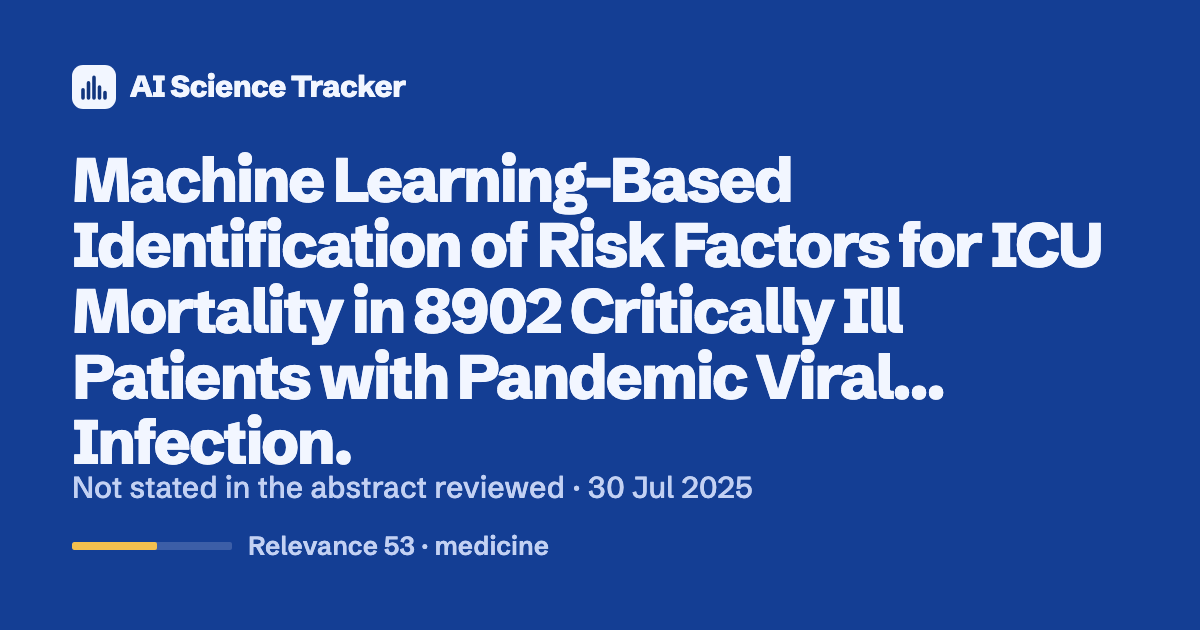 AI Science Tracker
Machine Learning-Based
Identification of Risk Factors for ICU
Mortality in 8902 Critically Ill
Patients with Pandemic Viral...
Infection.
Not stated in the abstract reviewed · 30 Jul 2025
Relevance 53 · medicine